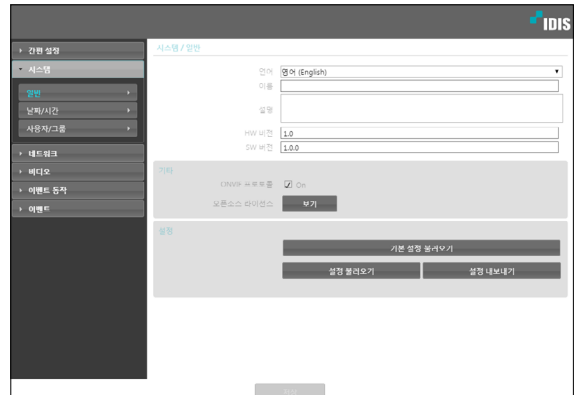 IDIS
간편 설정
시스템
일반
날짜/시간
사용자/그룹
네트워크
비디오
이벤트 동작
이벤트
시스템 / 일반
언어 영어 (English)
이름
설명
HW 버전 1.0
SW 버전 1.0.0
기타
ONVIF 프로토콜 On
오픈소스 라이선스 보기
설정
기본 설정 불러오기
설정 불러오기 설정 내보내기
저장